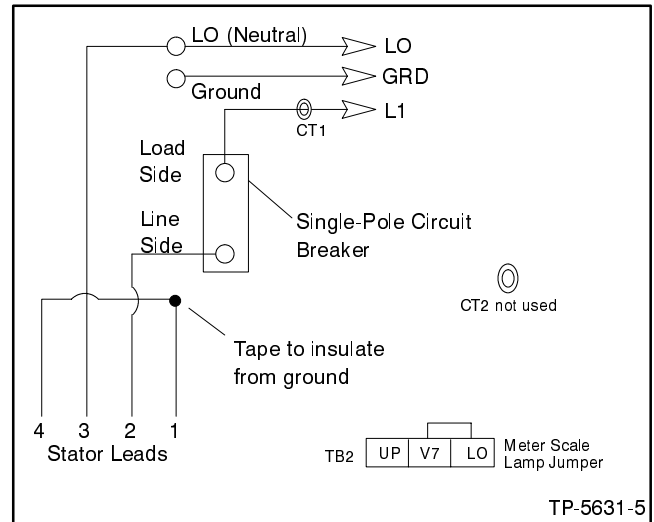 LO (Neutral)
LO
GRD
Ground
L1
CT1
Load
Side
Line
Side
Single-Pole Circuit
Breaker
CT2 not used
Tape to insulate
from ground
4 3 2 1
Stator Leads
TB2 UP V7 LO
Meter Scale
Lamp Jumper
TP-5631-5